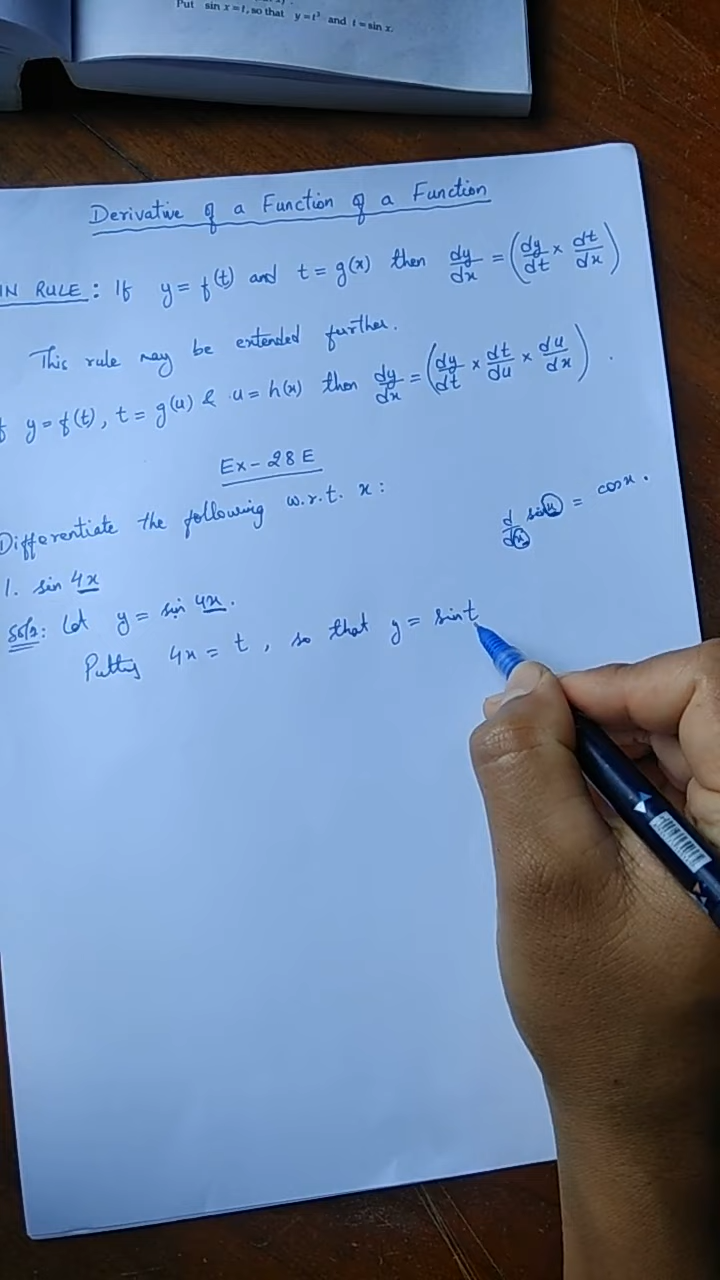 Put sin x = t, so that y = t³ and t = sin x.
Derivative of a Function of a Function
IN RULE : If y = f(t) and t = g(x) then dy/dx = (dy/dt × dt/dx)
This rule may be extended further.
f y = f(t), t = g(u) & u = h(x) then dy/dx = (dy/dt × dt/du × du/dx).
Ex - 28 E
Differentiate the following w.r.t. x :
d/dx sin x = cos x.
1. sin 4x
Soln: Let y = sin 4x.
Putting 4x = t, so that y = sin t